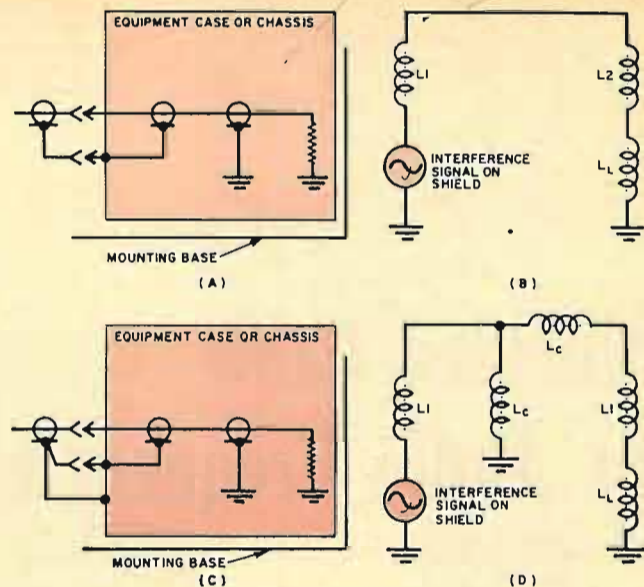 EQUIPMENT CASE OR CHASSIS
L1
L2
INTERFERENCE
SIGNAL ON
SHIELD
LL
MOUNTING BASE
(A)
(B)
EQUIPMENT CASE OR CHASSIS
LC
L1
LC
L1
INTERFERENCE
SIGNAL ON
SHIELD
LL
MOUNTING BASE
(C)
(D)